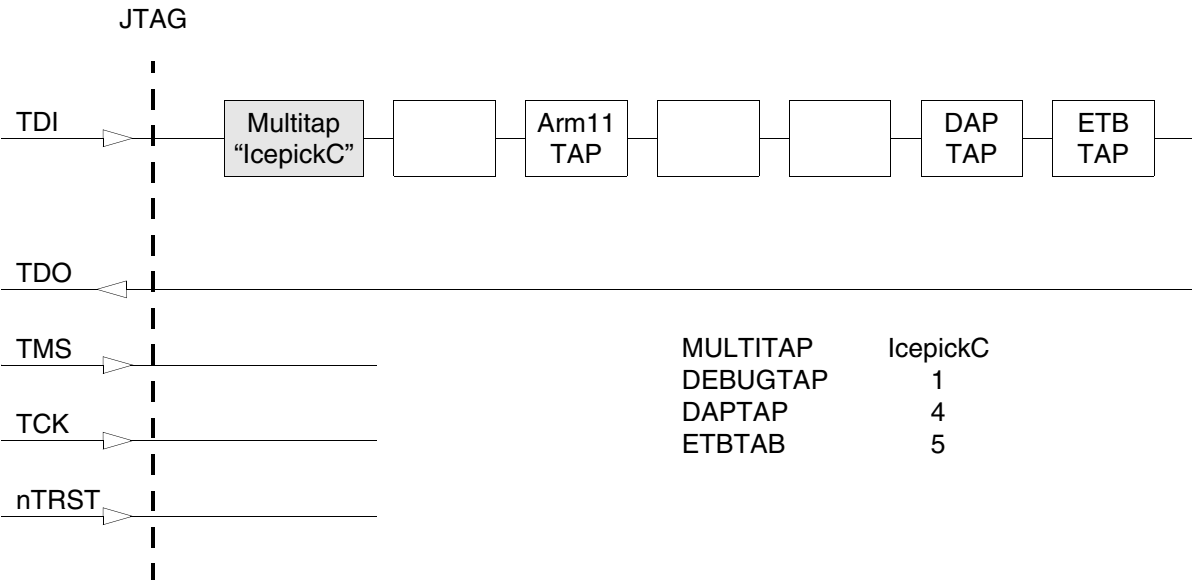 JTAG
TDI
Multitap
“IcepickC”
Arm11
TAP
DAP
TAP
ETB
TAP
TDO
TMS
TCK
nTRST
MULTITAP IcepickC
DEBUGTAP 1
DAPTAP 4
ETBTAB 5